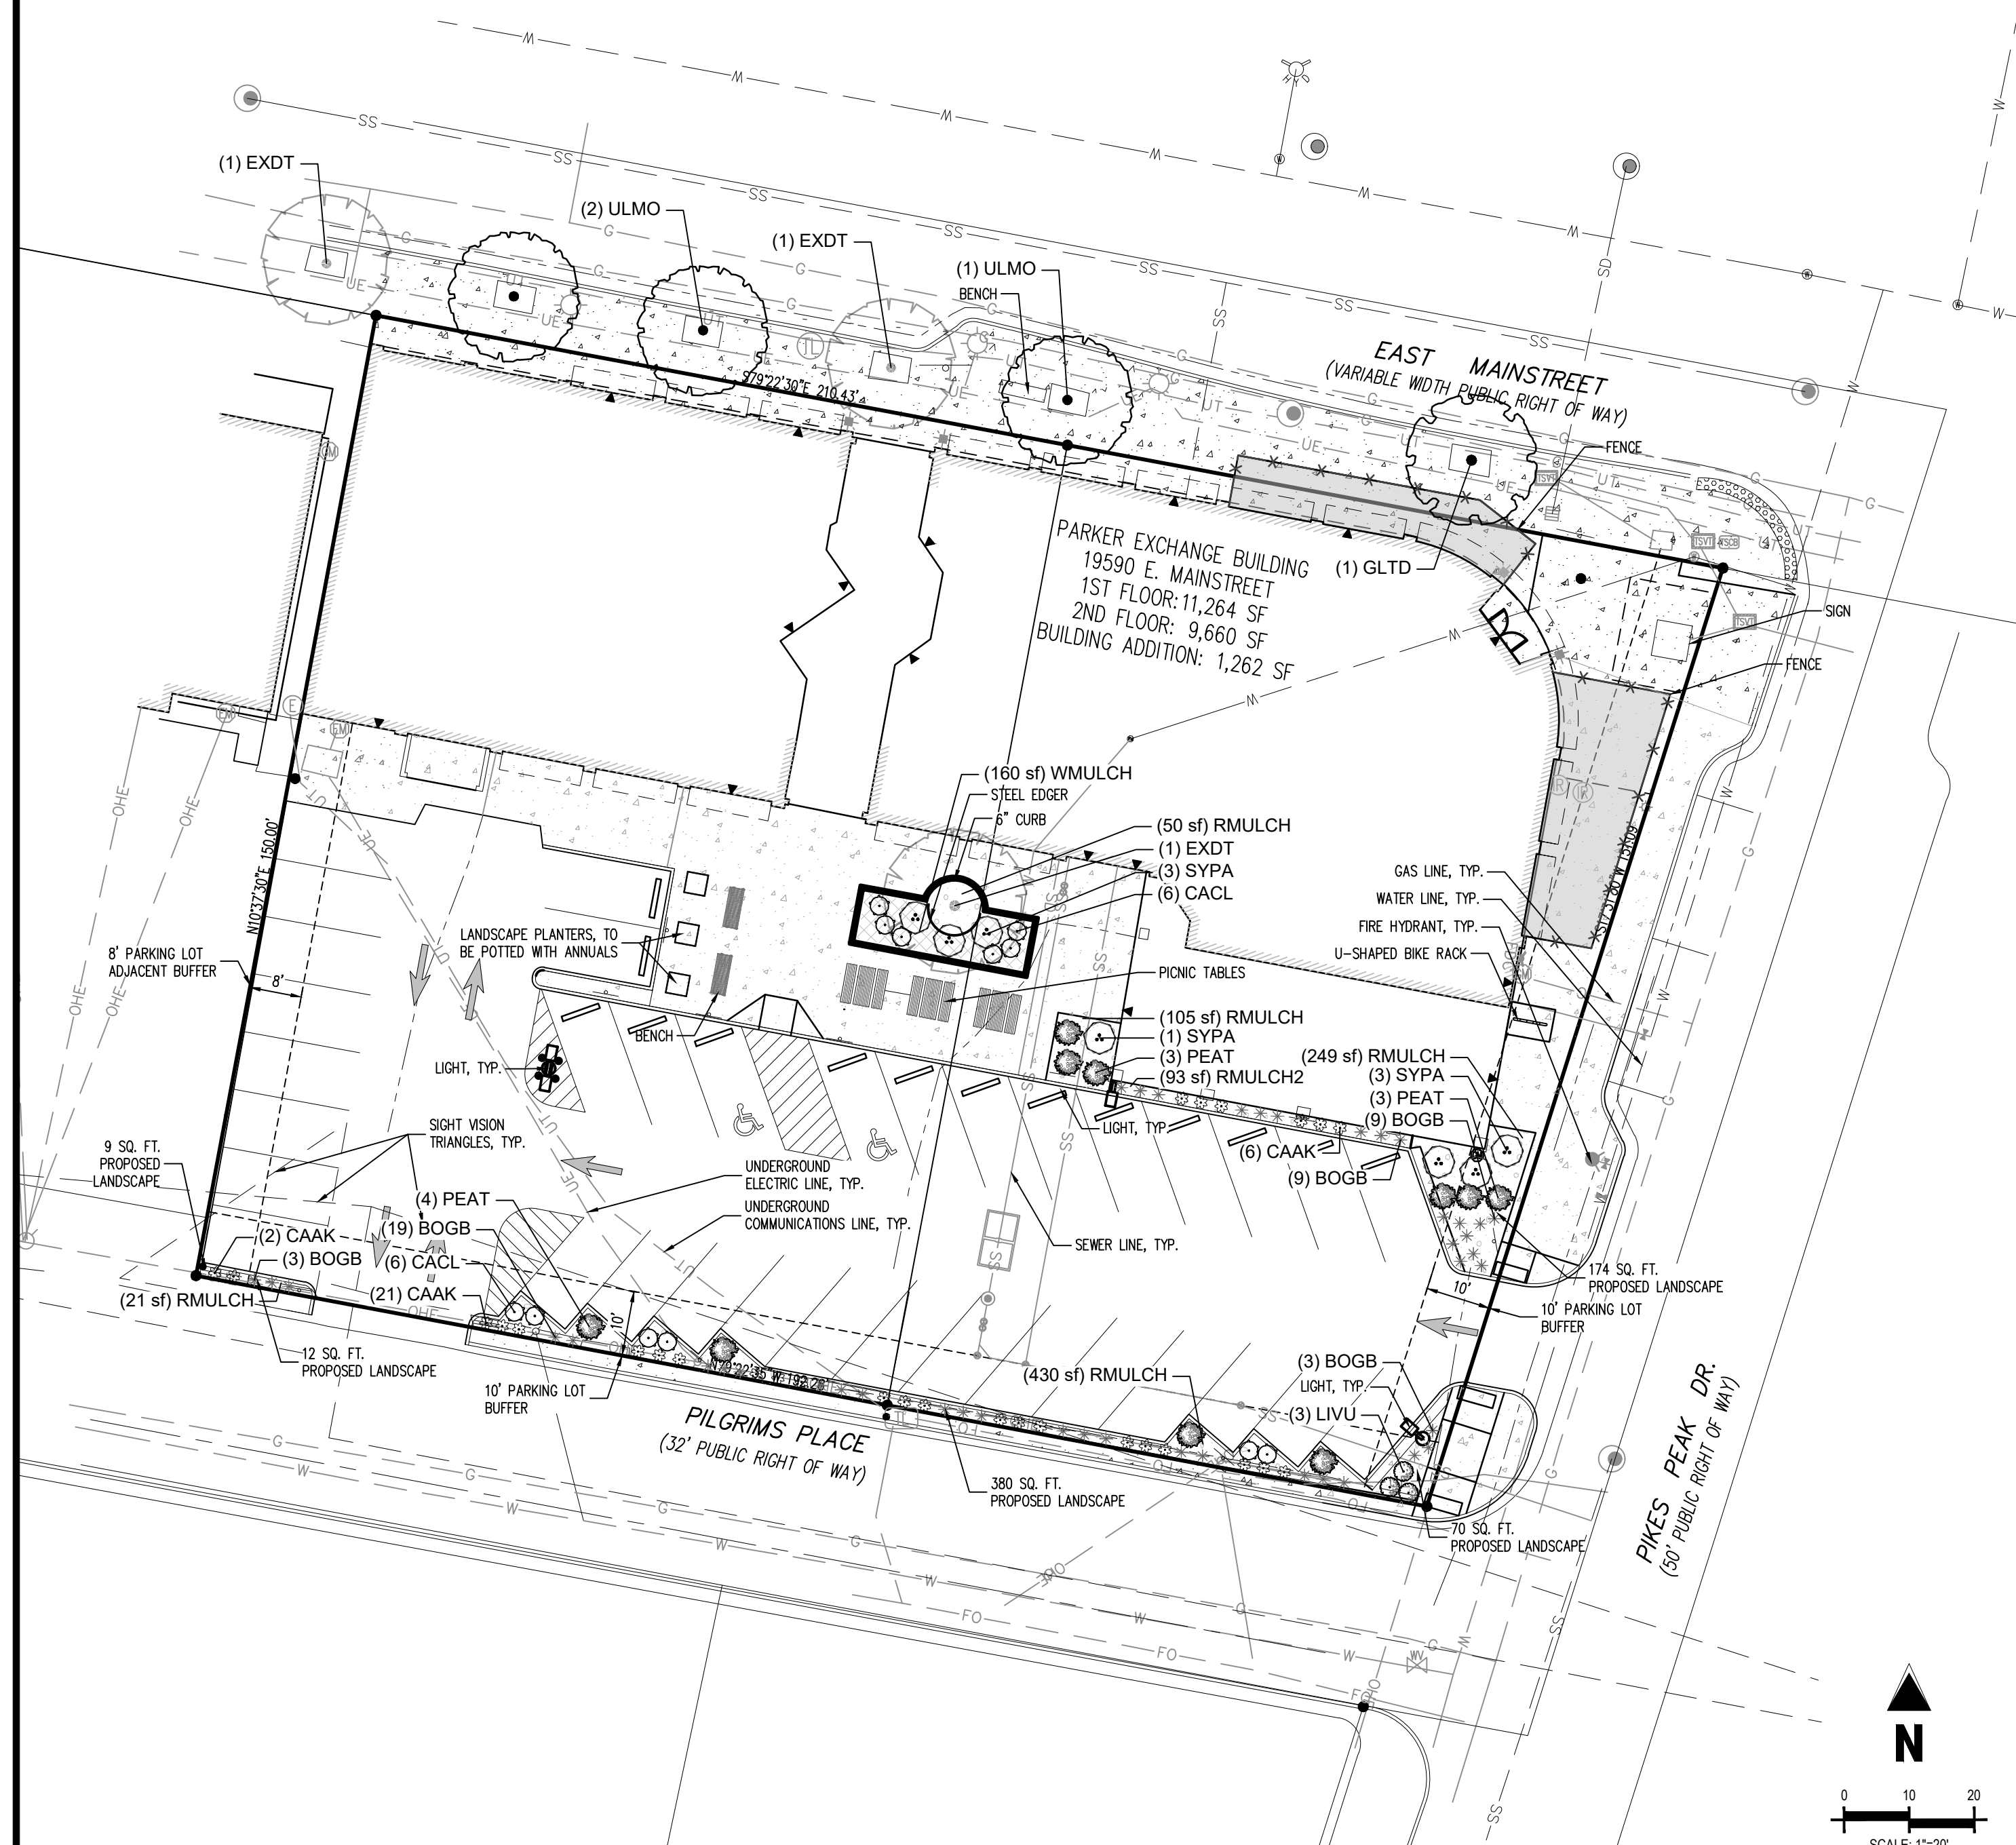 (1) EXDT
(2) ULMO
(1) EXDT
(1) ULMO
BENCH
EAST MAINSTREET
(VARIABLE WIDTH PUBLIC RIGHT OF WAY)
FENCE
S79°22'30"E 210.43'
PARKER EXCHANGE BUILDING
19590 E. MAINSTREET
1ST FLOOR: 11,264 SF
2ND FLOOR: 9,660 SF
BUILDING ADDITION: 1,262 SF
(1) GLTD
SIGN
FENCE
(160 sf) WMULCH
STEEL EDGER
6" CURB
(50 sf) RMULCH
(1) EXDT
(3) SYPA
(6) CACL
GAS LINE, TYP.
WATER LINE, TYP.
FIRE HYDRANT, TYP.
U-SHAPED BIKE RACK
N10°37'30"E 150.00'
8' PARKING LOT
ADJACENT BUFFER
8'
LANDSCAPE PLANTERS, TO
BE POTTED WITH ANNUALS
PICNIC TABLES
BENCH
LIGHT, TYP.
(105 sf) RMULCH
(1) SYPA
(3) PEAT
(93 sf) RMULCH2
(249 sf) RMULCH
(3) SYPA
(3) PEAT
(9) BOGB
LIGHT, TYP.
(6) CAAK
(9) BOGB
SIGHT VISION
TRIANGLES, TYP.
9 SQ. FT.
PROPOSED
LANDSCAPE
UNDERGROUND
ELECTRIC LINE, TYP.
UNDERGROUND
COMMUNICATIONS LINE, TYP.
SEWER LINE, TYP.
(4) PEAT
(19) BOGB
(2) CAAK
(3) BOGB
(6) CACL
(21) CAAK
(21 sf) RMULCH
12 SQ. FT.
PROPOSED LANDSCAPE
10' PARKING LOT
BUFFER
10'
174 SQ. FT.
PROPOSED LANDSCAPE
10'
10' PARKING LOT
BUFFER
(430 sf) RMULCH
(3) BOGB
LIGHT, TYP.
(3) LIVU
PILGRIMS PLACE
(32' PUBLIC RIGHT OF WAY)
380 SQ. FT.
PROPOSED LANDSCAPE
70 SQ. FT.
PROPOSED LANDSCAPE
PIKES PEAK DR.
(50' PUBLIC RIGHT OF WAY)
N
0 10 20
SCALE: 1"=20'